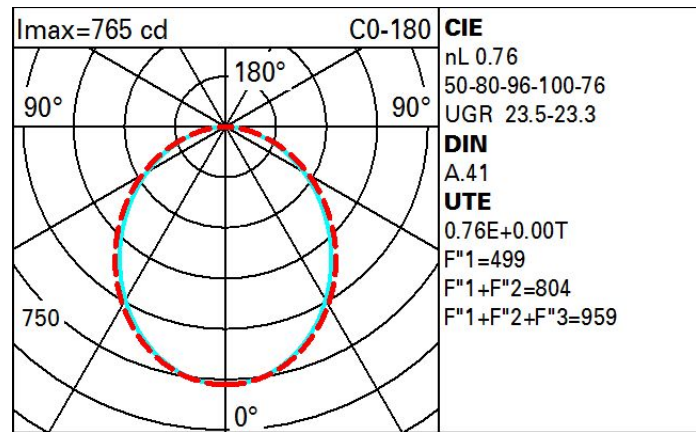 Imax=765 cd C0-180
180°
90° 90°
750
0°
CIE
nL 0.76
50-80-96-100-76
UGR 23.5-23.3
DIN
A.41
UTE
0.76E+0.00T
F"1=499
F"1+F"2=804
F"1+F"2+F"3=959